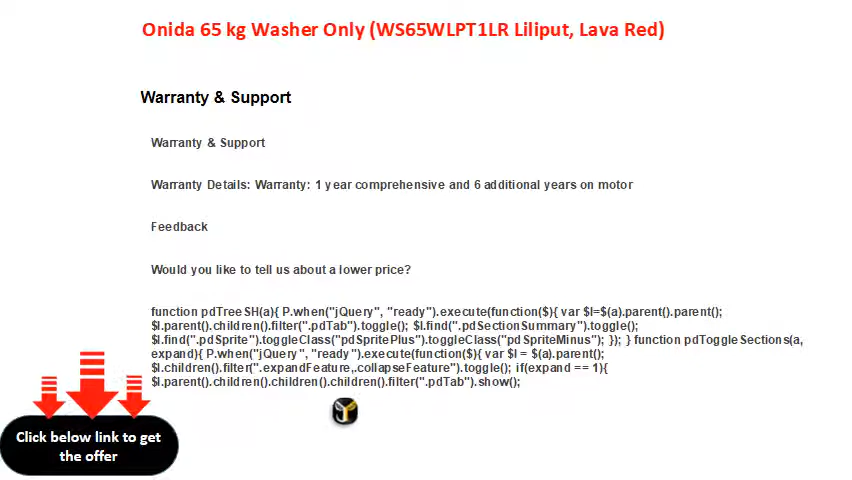 Onida 65 kg Washer Only (WS65WLPT1LR Liliput, Lava Red)
Warranty & Support
Warranty & Support
Warranty Details: Warranty: 1 year comprehensive and 6 additional years on motor
Feedback
Would you like to tell us about a lower price?
function pdTreeSH(a){ P.when("jQuery", "ready").execute(function($){ var $l=$(a).parent().parent();
$l.parent().children().filter(".pdTab").toggle(); $l.find(".pdSectionSummary").toggle();
$l.find(".pdSprite").toggleClass("pdSpritePlus").toggleClass("pdSpriteMinus"); }); } function pdToggleSections(a,
expand){ P.when("jQuery", "ready").execute(function($){ var $l = $(a).parent();
$l.children().filter(".expandFeature,.collapseFeature").toggle(); if(expand == 1){
$l.parent().children().children().children().filter(".pdTab").show();
Click below link to get
the offer